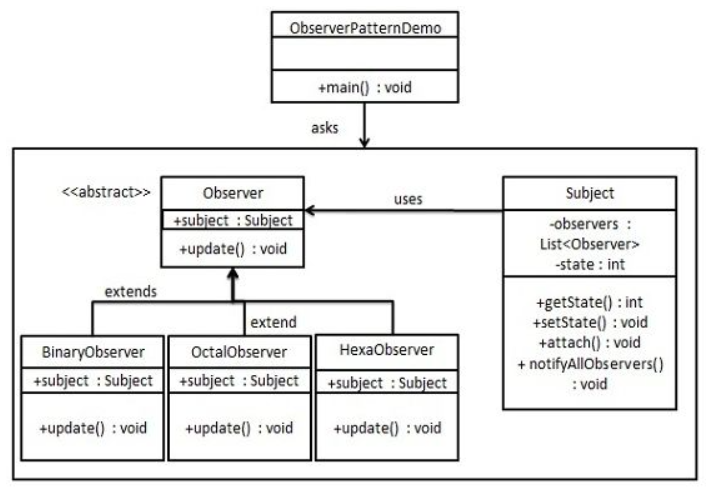 ObserverPatternDemo
+main() : void
asks
<<abstract>>
Observer
+subject : Subject
+update() : void
uses
Subject
-observers :
List<Observer>
-state : int
+getState() : int
+setState() : void
+attach() : void
+ notifyAllObservers()
: void
extends
extend
BinaryObserver
+subject : Subject
+update() : void
OctalObserver
+subject : Subject
+update() : void
HexaObserver
+subject : Subject
+update() : void